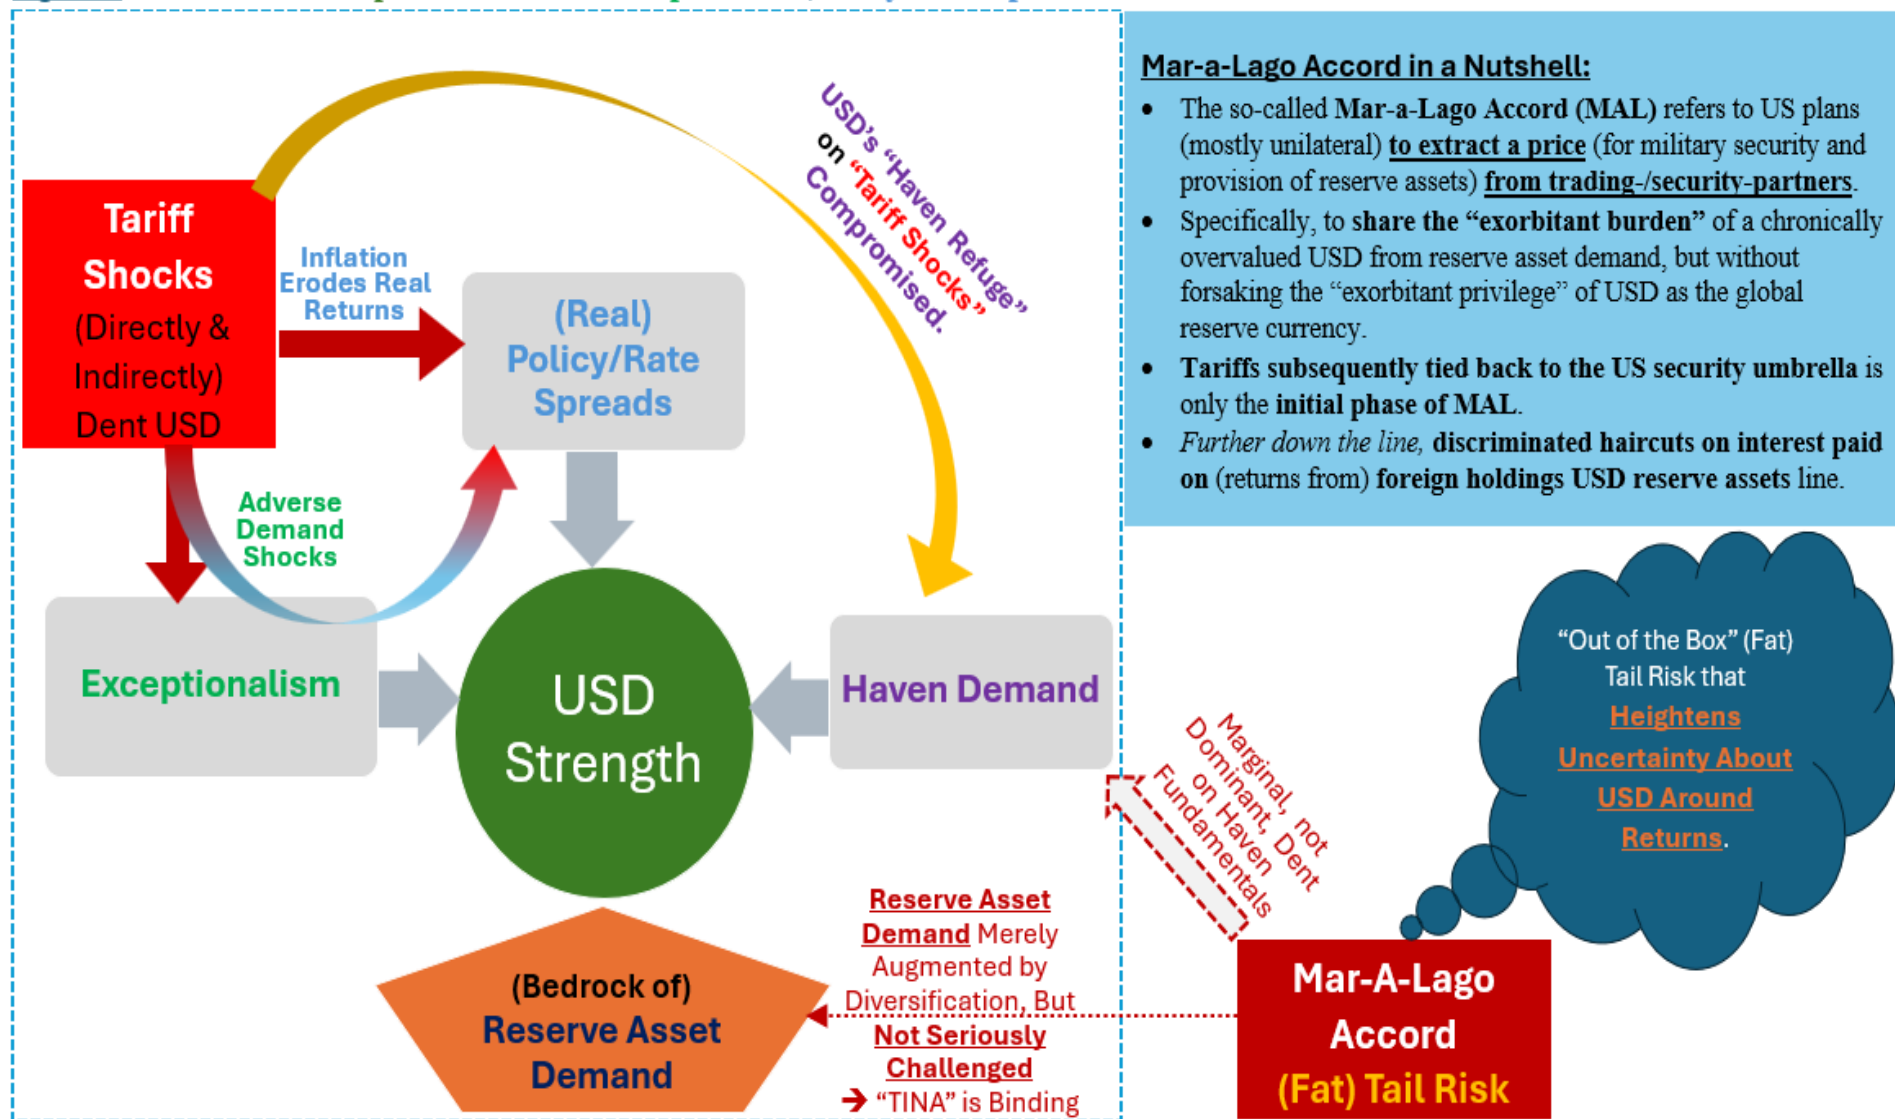 Tariff
Shocks
(Directly &
Indirectly)
Dent USD
Inflation
Erodes Real
Returns
(Real)
Policy/Rate
Spreads
USD's “Haven Refuge”
on “Tariff Shocks”
Compromised.
Adverse
Demand
Shocks
Exceptionalism
USD
Strength
Haven Demand
(Bedrock of)
Reserve Asset
Demand
Reserve Asset
Demand Merely
Augmented by
Diversification, But
Not Seriously
Challenged
➔ “TINA” is Binding
Mar-a-Lago Accord in a Nutshell:
• The so-called Mar-a-Lago Accord (MAL) refers to US plans
(mostly unilateral) to extract a price (for military security and
provision of reserve assets) from trading-/security-partners.
• Specifically, to share the “exorbitant burden” of a chronically
overvalued USD from reserve asset demand, but without
forsaking the “exorbitant privilege” of USD as the global
reserve currency.
• Tariffs subsequently tied back to the US security umbrella is
only the initial phase of MAL.
• Further down the line, discriminated haircuts on interest paid
on (returns from) foreign holdings USD reserve assets line.
“Out of the Box” (Fat)
Tail Risk that
Heightens
Uncertainty About
USD Around
Returns.
Marginal, not
Dominant, Dent
on Haven
Fundamentals
Mar-A-Lago
Accord
(Fat) Tail Risk